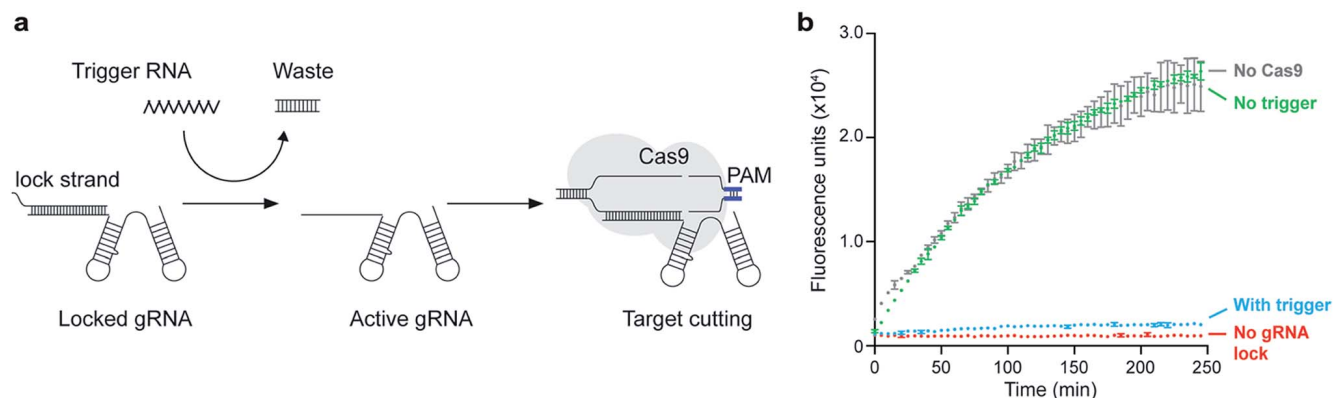 a
Trigger RNA
Waste
lock strand
Cas9
PAM
Locked gRNA
Active gRNA
Target cutting
b
Fluorescence units (x10⁴)
3.0
2.0
1.0
0
0
50
100
150
200
250
Time (min)
No Cas9
No trigger
With trigger
No gRNA
lock